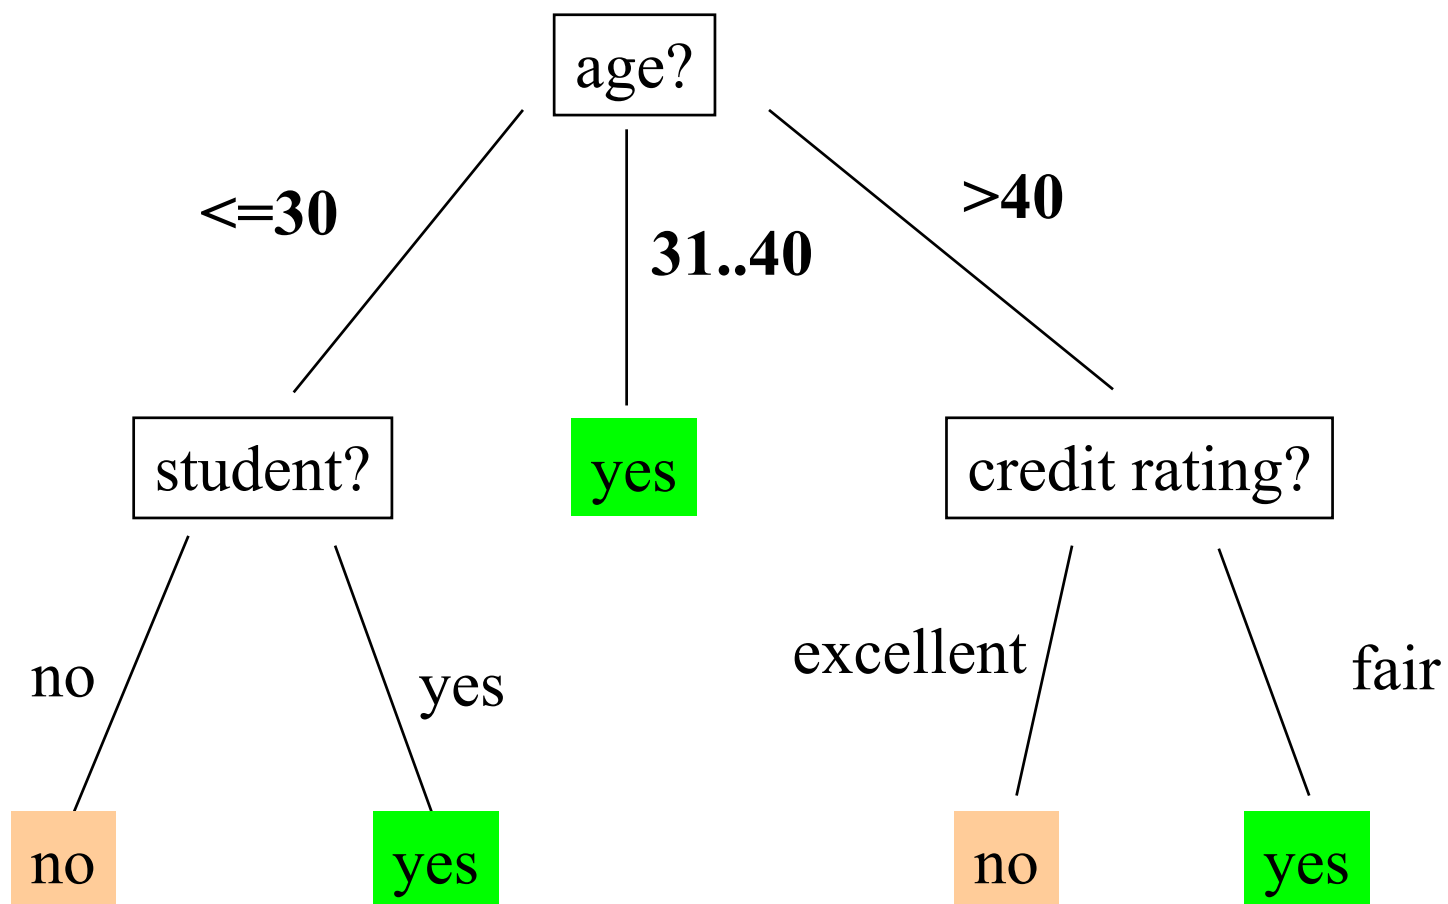 age?
<=30
31..40
>40
student?
yes
credit rating?
no
yes
excellent
fair
no
yes
no
yes